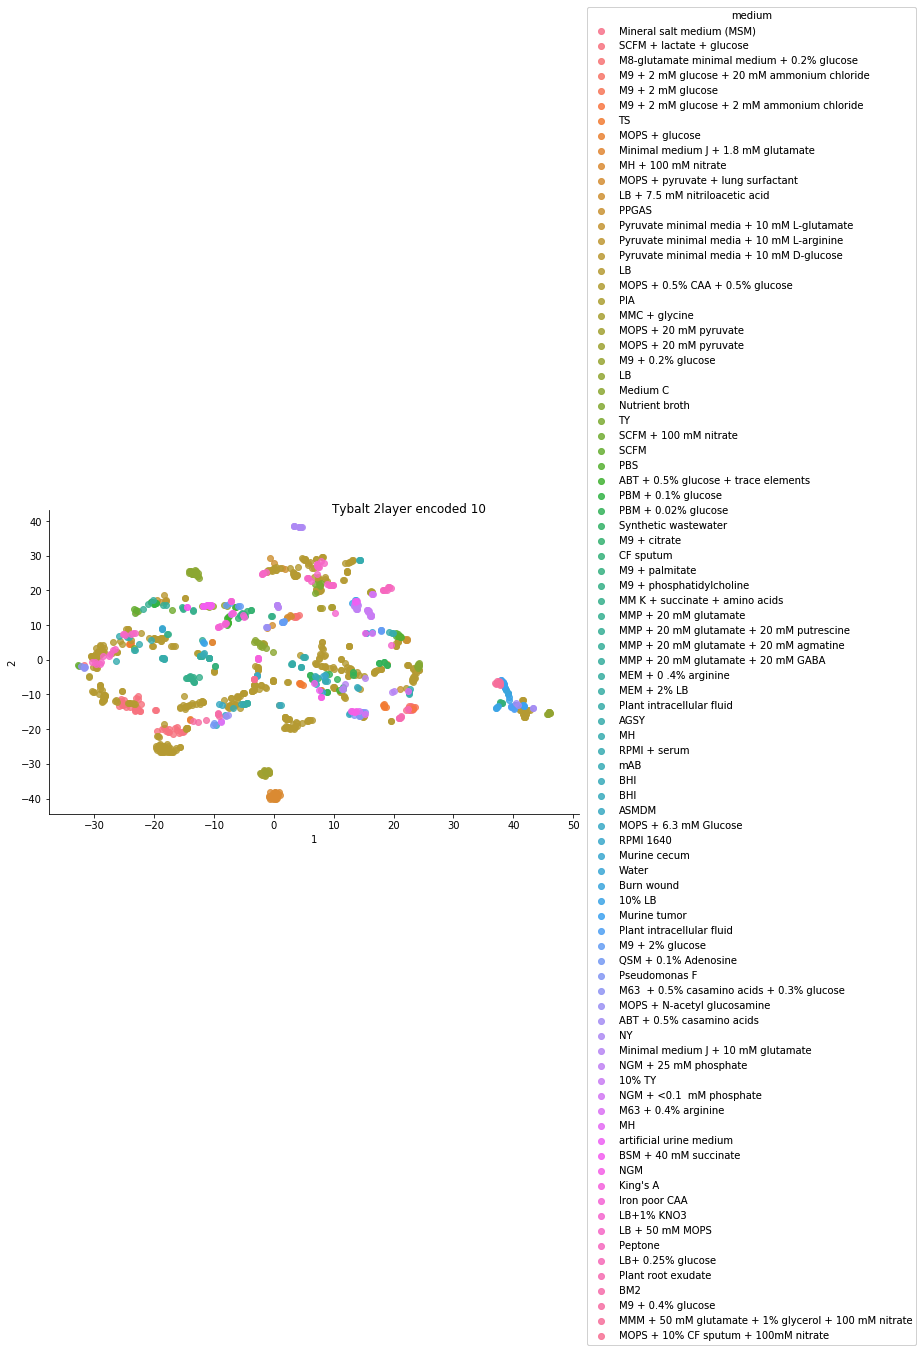 medium
Mineral salt medium (MSM)
SCFM + lactate + glucose
M8-glutamate minimal medium + 0.2% glucose
M9 + 2 mM glucose + 20 mM ammonium chloride
M9 + 2 mM glucose
M9 + 2 mM glucose + 2 mM ammonium chloride
TS
MOPS + glucose
Minimal medium J + 1.8 mM glutamate
MH + 100 mM nitrate
MOPS + pyruvate + lung surfactant
LB + 7.5 mM nitriloacetic acid
PPGAS
Pyruvate minimal media + 10 mM L-glutamate
Pyruvate minimal media + 10 mM L-arginine
Pyruvate minimal media + 10 mM D-glucose
LB
MOPS + 0.5% CAA + 0.5% glucose
PIA
MMC + glycine
MOPS + 20 mM pyruvate
MOPS + 20 mM pyruvate
M9 + 0.2% glucose
LB
Medium C
Nutrient broth
TY
SCFM + 100 mM nitrate
SCFM
PBS
ABT + 0.5% glucose + trace elements
PBM + 0.1% glucose
PBM + 0.02% glucose
Synthetic wastewater
M9 + citrate
CF sputum
M9 + palmitate
M9 + phosphatidylcholine
MM K + succinate + amino acids
MMP + 20 mM glutamate
MMP + 20 mM glutamate + 20 mM putrescine
MMP + 20 mM glutamate + 20 mM agmatine
MMP + 20 mM glutamate + 20 mM GABA
MEM + 0 .4% arginine
MEM + 2% LB
Plant intracellular fluid
AGSY
MH
RPMI + serum
mAB
BHI
BHI
ASMDM
MOPS + 6.3 mM Glucose
RPMI 1640
Murine cecum
Water
Burn wound
10% LB
Murine tumor
Plant intracellular fluid
M9 + 2% glucose
QSM + 0.1% Adenosine
Pseudomonas F
M63  + 0.5% casamino acids + 0.3% glucose
MOPS + N-acetyl glucosamine
ABT + 0.5% casamino acids
NY
Minimal medium J + 10 mM glutamate
NGM + 25 mM phosphate
10% TY
NGM + <0.1  mM phosphate
M63 + 0.4% arginine
MH
artificial urine medium
BSM + 40 mM succinate
NGM
King's A
Iron poor CAA
LB+1% KNO3
LB + 50 mM MOPS
Peptone
LB+ 0.25% glucose
Plant root exudate
BM2
M9 + 0.4% glucose
MMM + 50 mM glutamate + 1% glycerol + 100 mM nitrate
MOPS + 10% CF sputum + 100mM nitrate
Tybalt 2layer encoded 10
40
30
20
10
0
−10
−20
−30
−40
2
−30 −20 −10 0 10 20 30 40 50
1